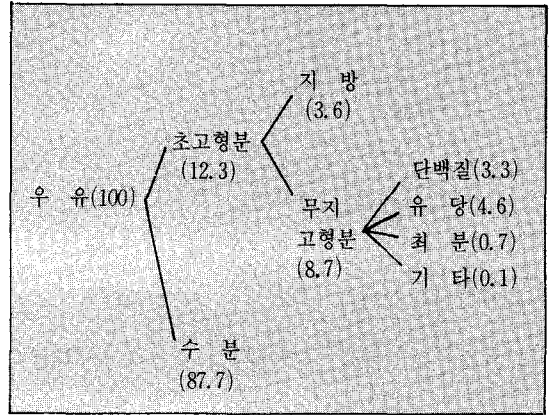 지 방
(3.6)
초고형분
(12.3)
단백질(3.3)
우 유(100)
무지
고형분
(8.7)
유 당(4.6)
최 분(0.7)
기 타(0.1)
수 분
(87.7)